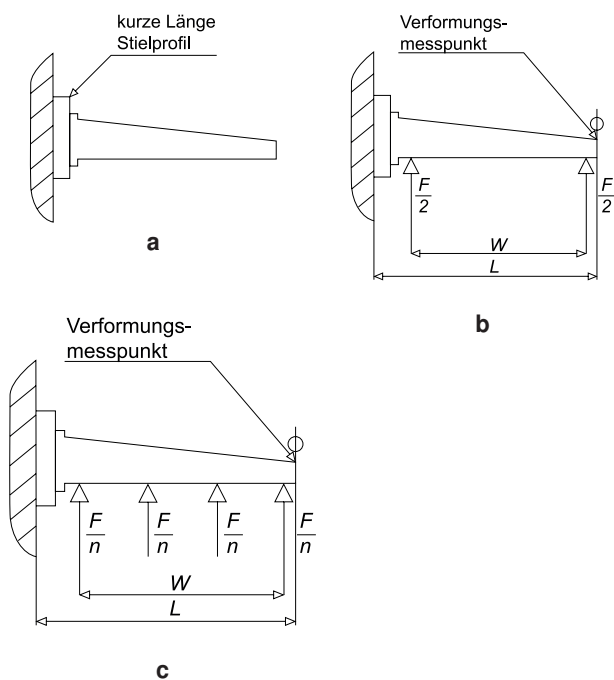 kurze Länge
Stielprofil
a
Verformungs-
messpunkt
F/2
F/2
W
L
b
Verformungs-
messpunkt
F/n
F/n
F/n
F/n
W
L
c